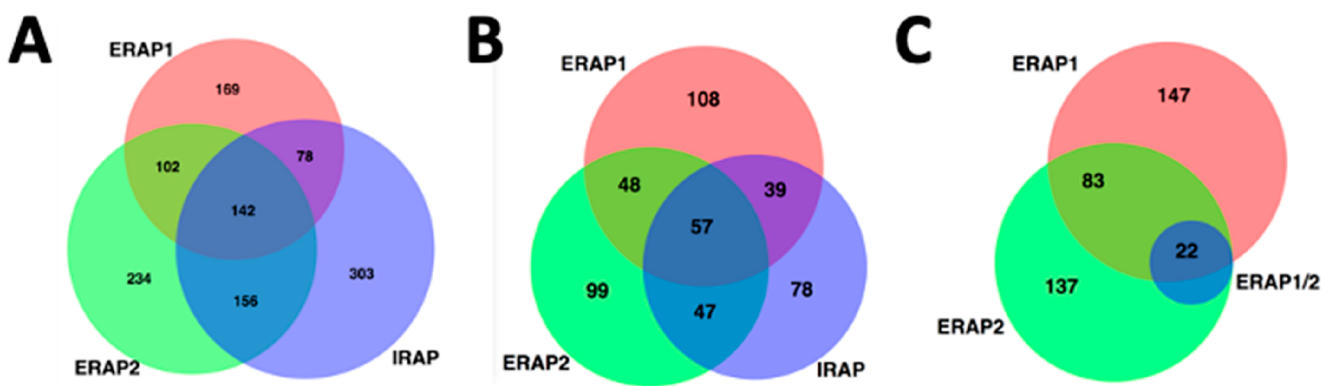 A
ERAP1
169
102
78
142
234
156
303
ERAP2
IRAP
B
ERAP1
108
48
39
57
99
47
78
ERAP2
IRAP
C
ERAP1
147
83
22
137
ERAP1/2
ERAP2